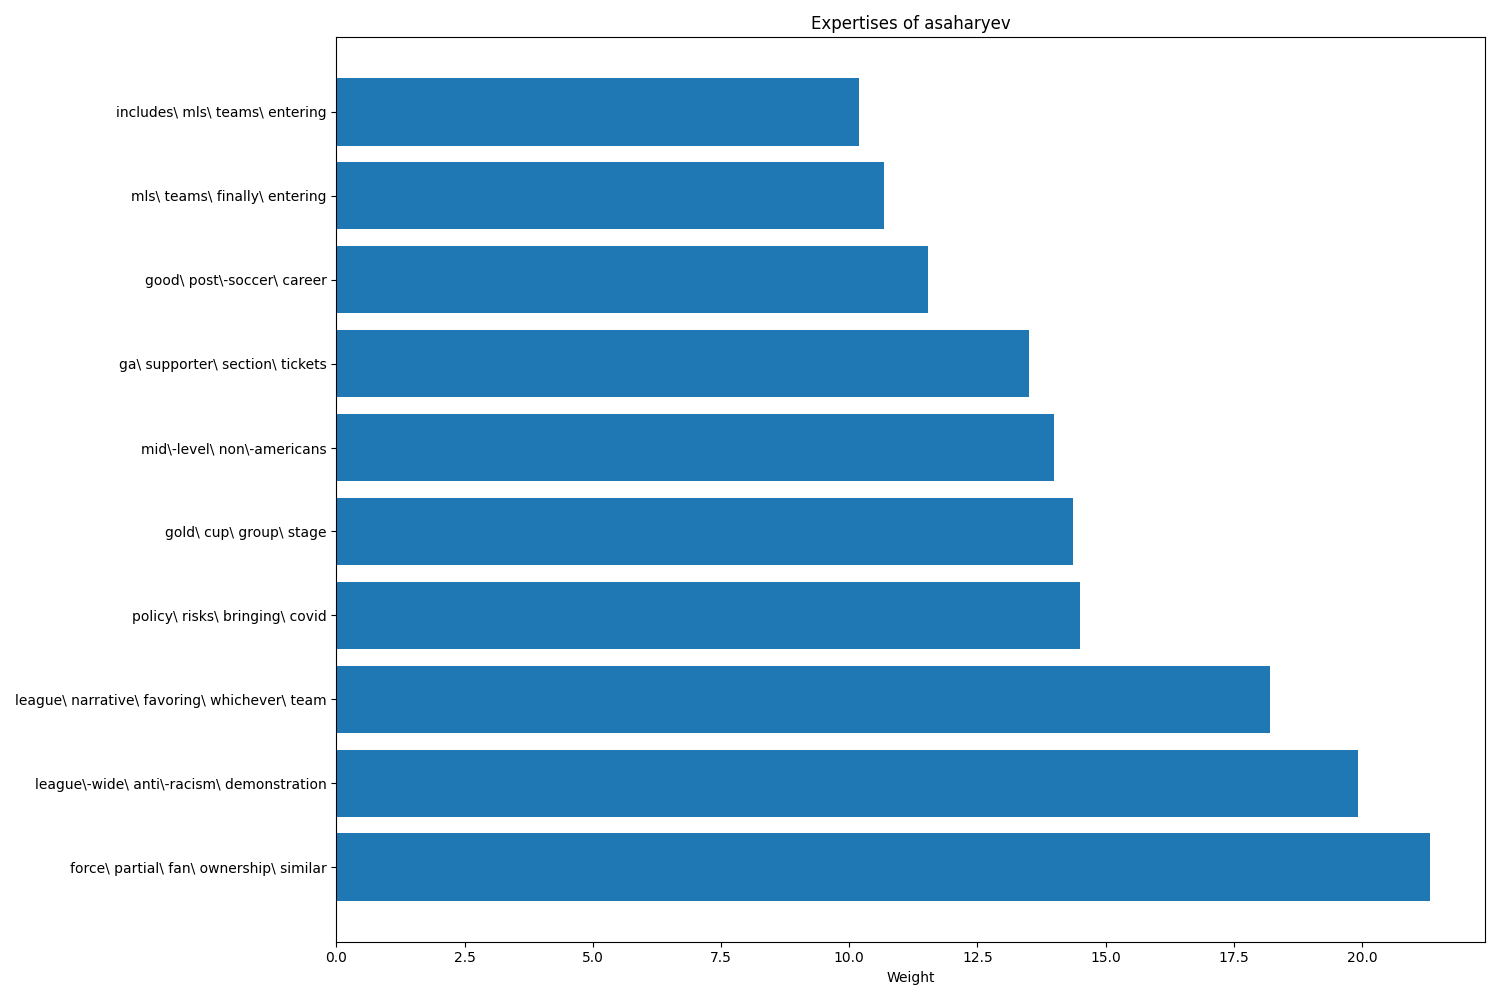 Expertises of asaharyev
includes\ mls\ teams\ entering
mls\ teams\ finally\ entering
good\ post\-soccer\ career
ga\ supporter\ section\ tickets
mid\-level\ non\-americans
gold\ cup\ group\ stage
policy\ risks\ bringing\ covid
league\ narrative\ favoring\ whichever\ team
league\-wide\ anti\-racism\ demonstration
force\ partial\ fan\ ownership\ similar
0.0 2.5 5.0 7.5 10.0 12.5 15.0 17.5 20.0
Weight